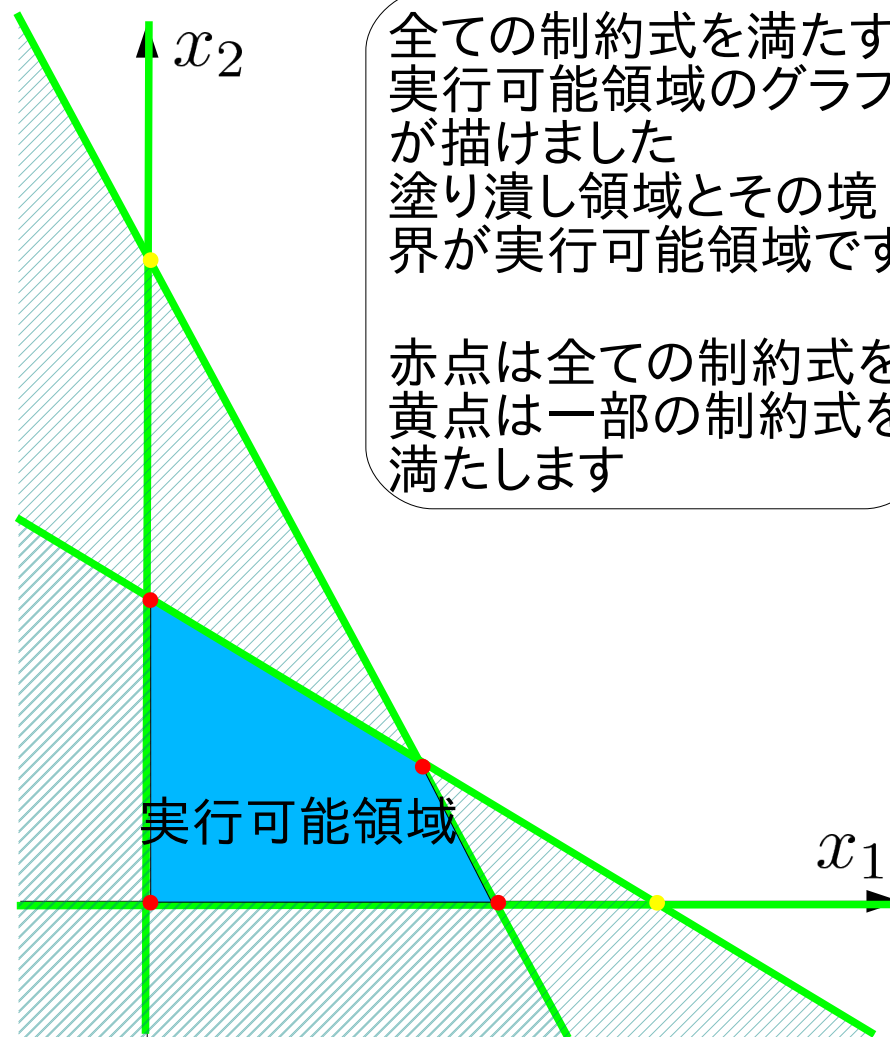 x2
全ての制約式を満たす
実行可能領域のグラフ
が描けました
塗り潰し領域とその境
界が実行可能領域です

赤点は全ての制約式を
黄点は一部の制約式を
満たします
実行可能領域
x1